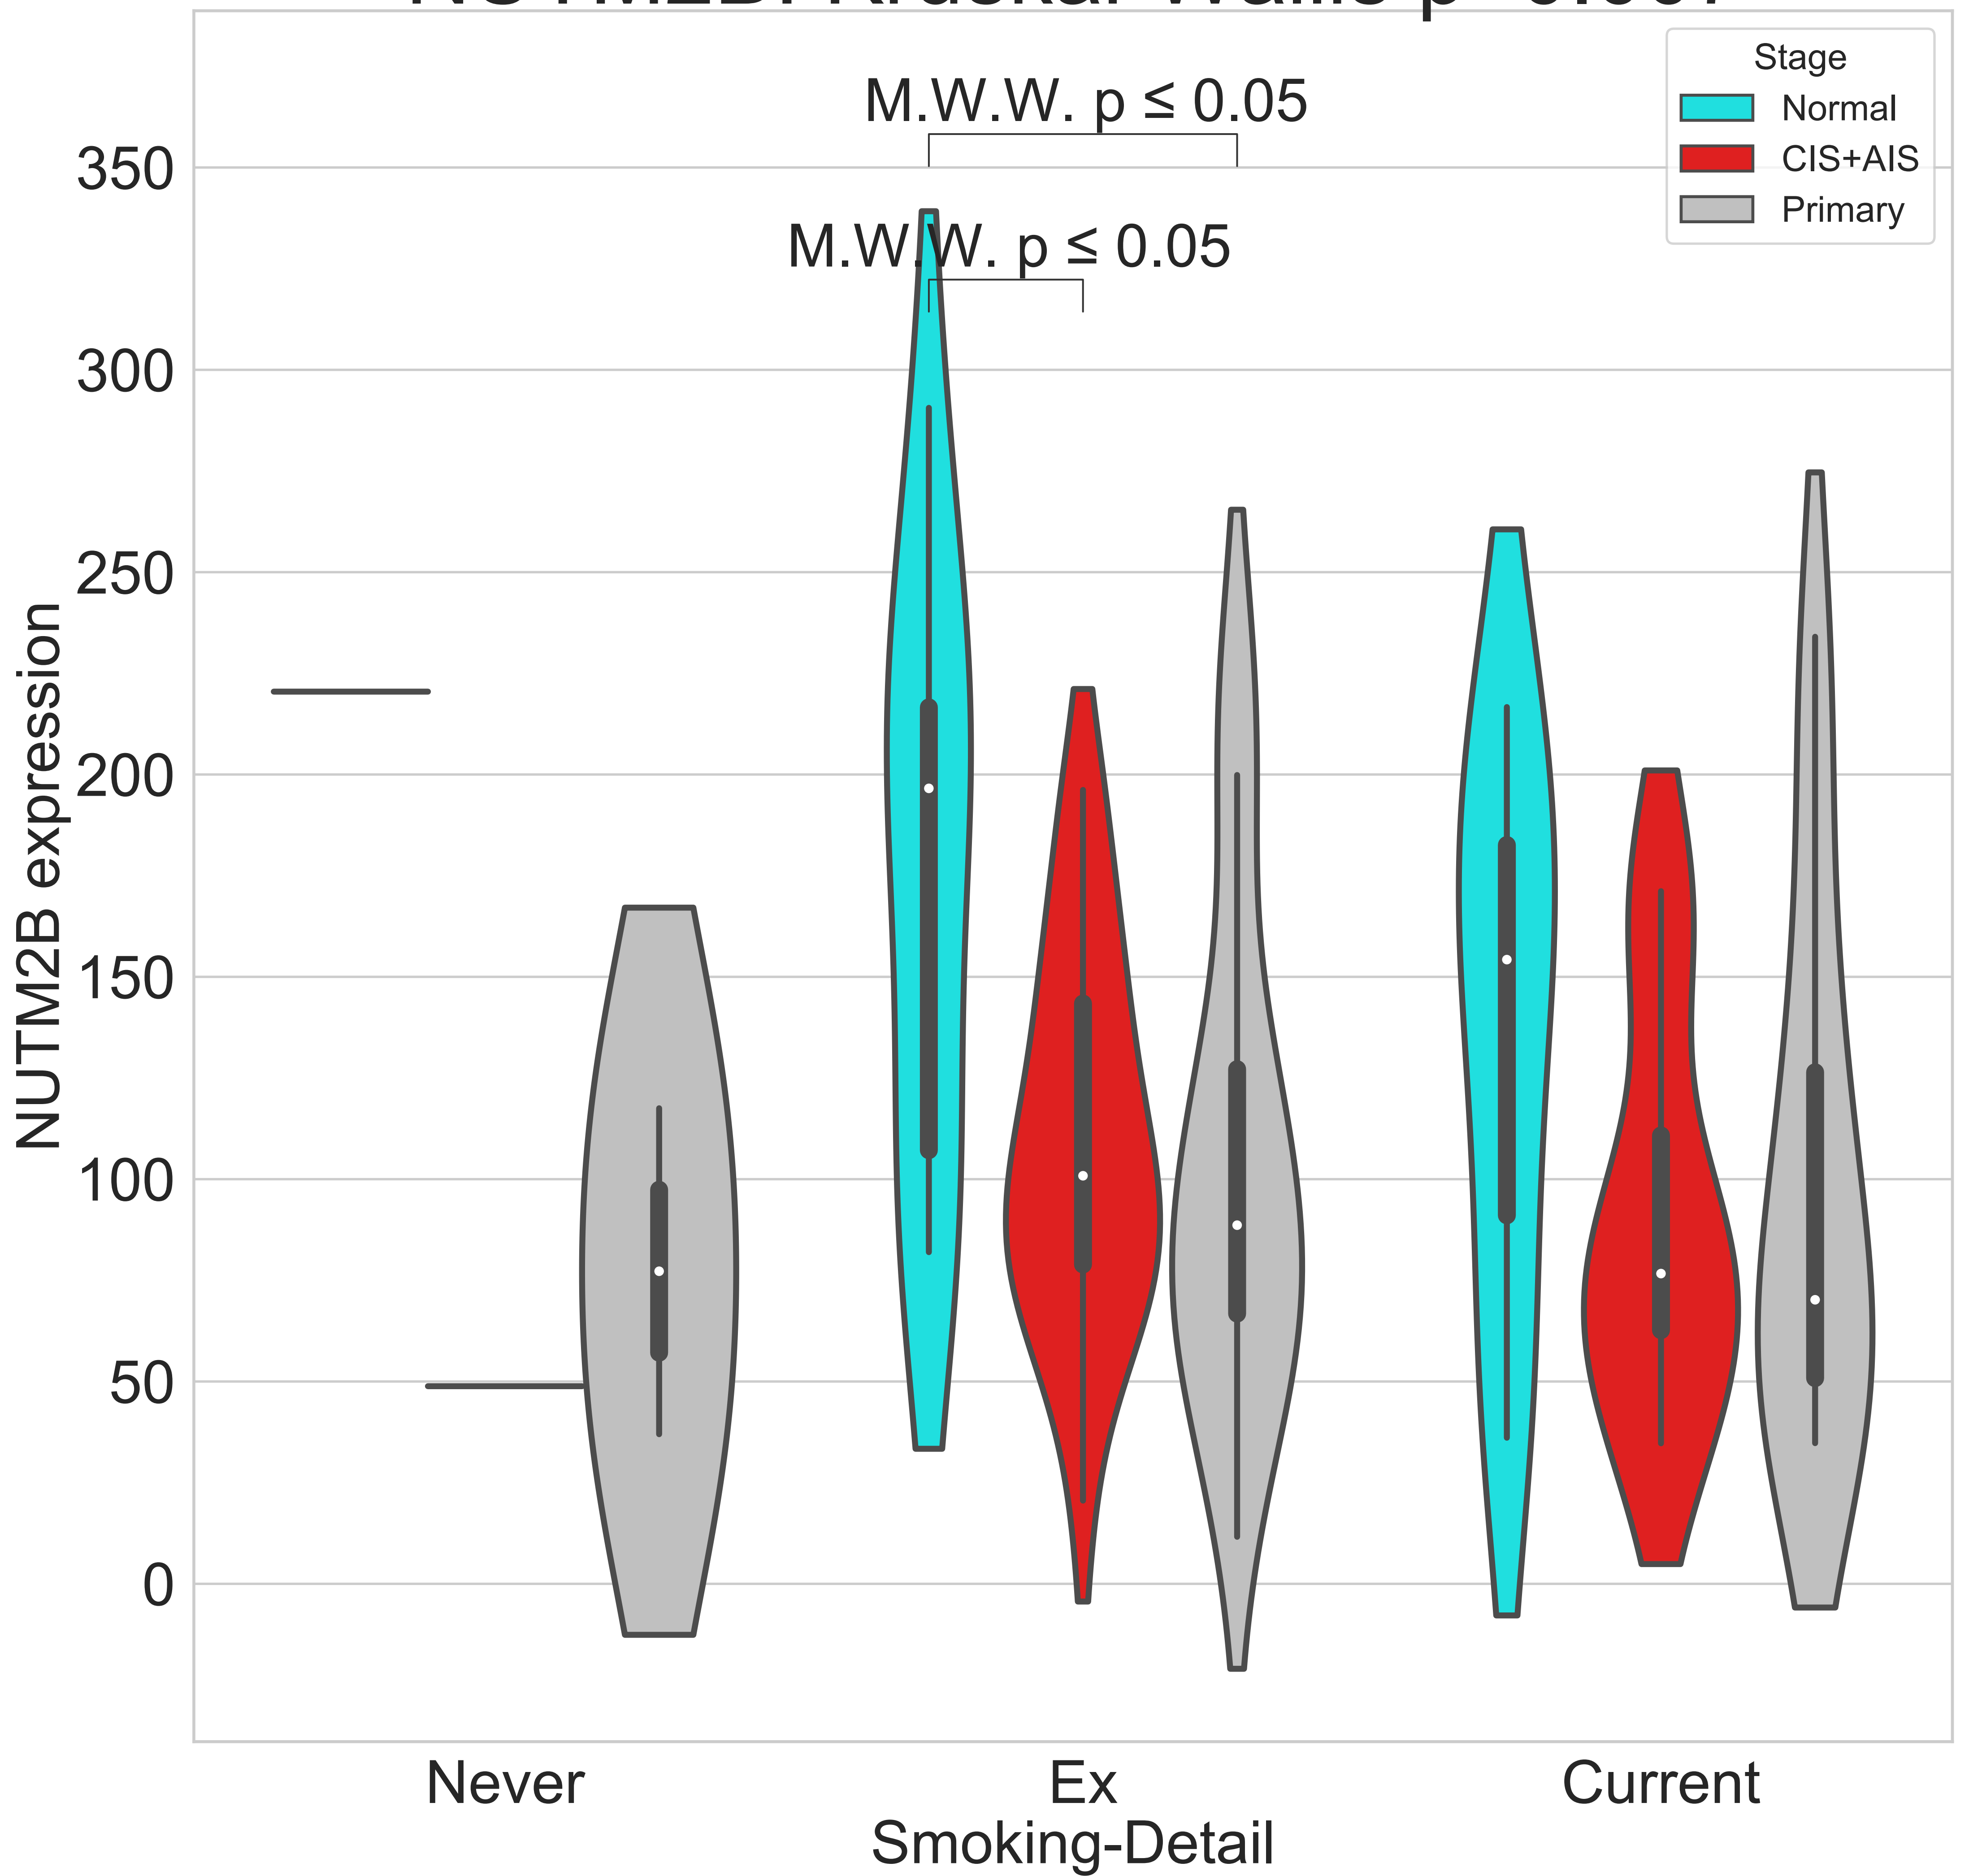 M.W.W. p ≤ 0.05
M.W.W. p ≤ 0.05
Stage
Normal
CIS+AIS
Primary
350
300
250
200
150
100
50
0
NUTM2B expression
Never
Ex
Current
Smoking-Detail